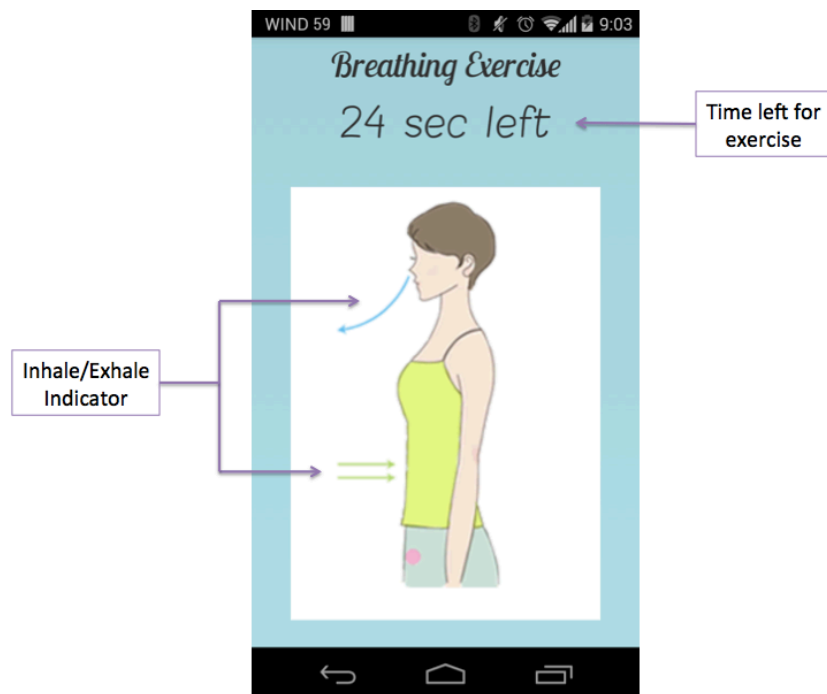 WIND 59 9:03
Breathing Exercise
24 sec left
Time left for
exercise
Inhale/Exhale
Indicator